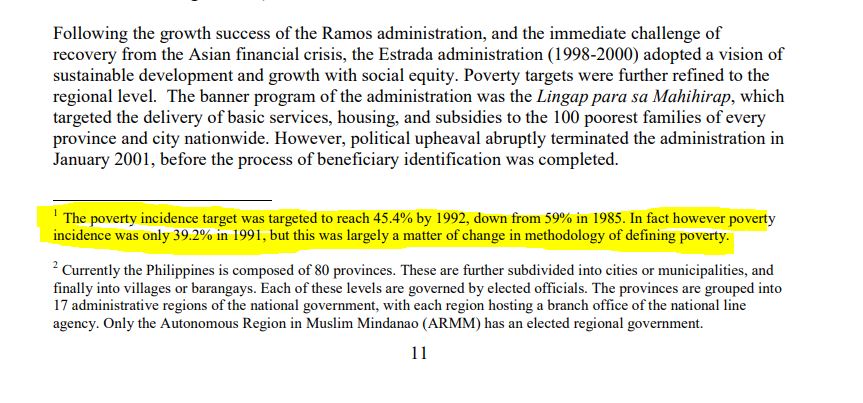 Following the growth success of the Ramos administration, and the immediate challenge of
recovery from the Asian financial crisis, the Estrada administration (1998-2000) adopted a vision of
sustainable development and growth with social equity. Poverty targets were further refined to the
regional level.  The banner program of the administration was the Lingap para sa Mahihirap, which
targeted the delivery of basic services, housing, and subsidies to the 100 poorest families of every
province and city nationwide. However, political upheaval abruptly terminated the administration in
January 2001, before the process of beneficiary identification was completed.
1 The poverty incidence target was targeted to reach 45.4% by 1992, down from 59% in 1985. In fact however poverty
incidence was only 39.2% in 1991, but this was largely a matter of change in methodology of defining poverty.
2 Currently the Philippines is composed of 80 provinces. These are further subdivided into cities or municipalities, and
finally into villages or barangays. Each of these levels are governed by elected officials. The provinces are grouped into
17 administrative regions of the national government, with each region hosting a branch office of the national line
agency. Only the Autonomous Region in Muslim Mindanao (ARMM) has an elected regional government.
11